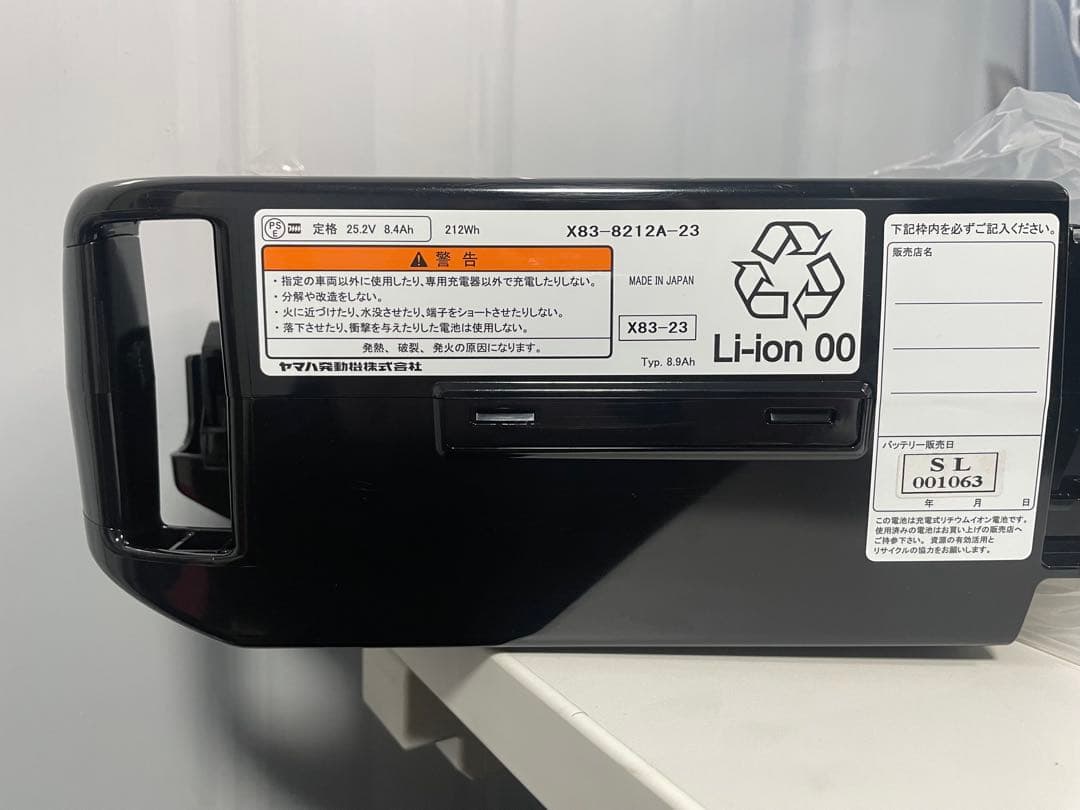 PS
E
定格 25.2V 8.4Ah
212Wh
X83-8212A-23
警告
・指定の車両以外に使用したり、専用充電器以外で充電したりしない。
・分解や改造をしない。
・火に近づけたり、水没させたり、端子をショートさせたりしない。
・落下させたり、衝撃を与えたりした電池は使用しない。
発熱、破裂、発火の原因になります。
ヤマハ発動機株式会社
MADE IN JAPAN
X83-23
Typ. 8.9Ah
Li-ion 00
下記枠内を必ずご記入ください。
販売店名
バッテリー販売日
SL
001063
年 月 日
この電池は充電式リチウムイオン電池です。
使用済みの電池はお買い上げの販売店へ
ご持参下さい。資源の有効活用と
リサイクルの協力をお願いします。